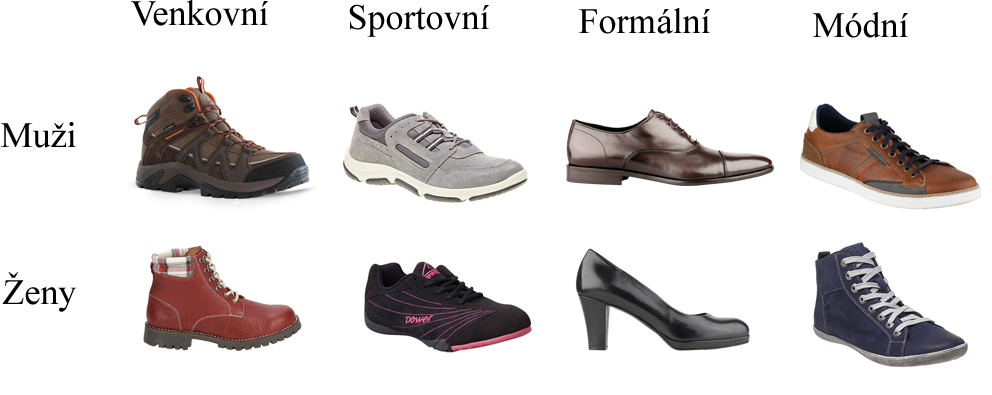 Venkovní Sportovní Formální Módní
Muži
Ženy
power